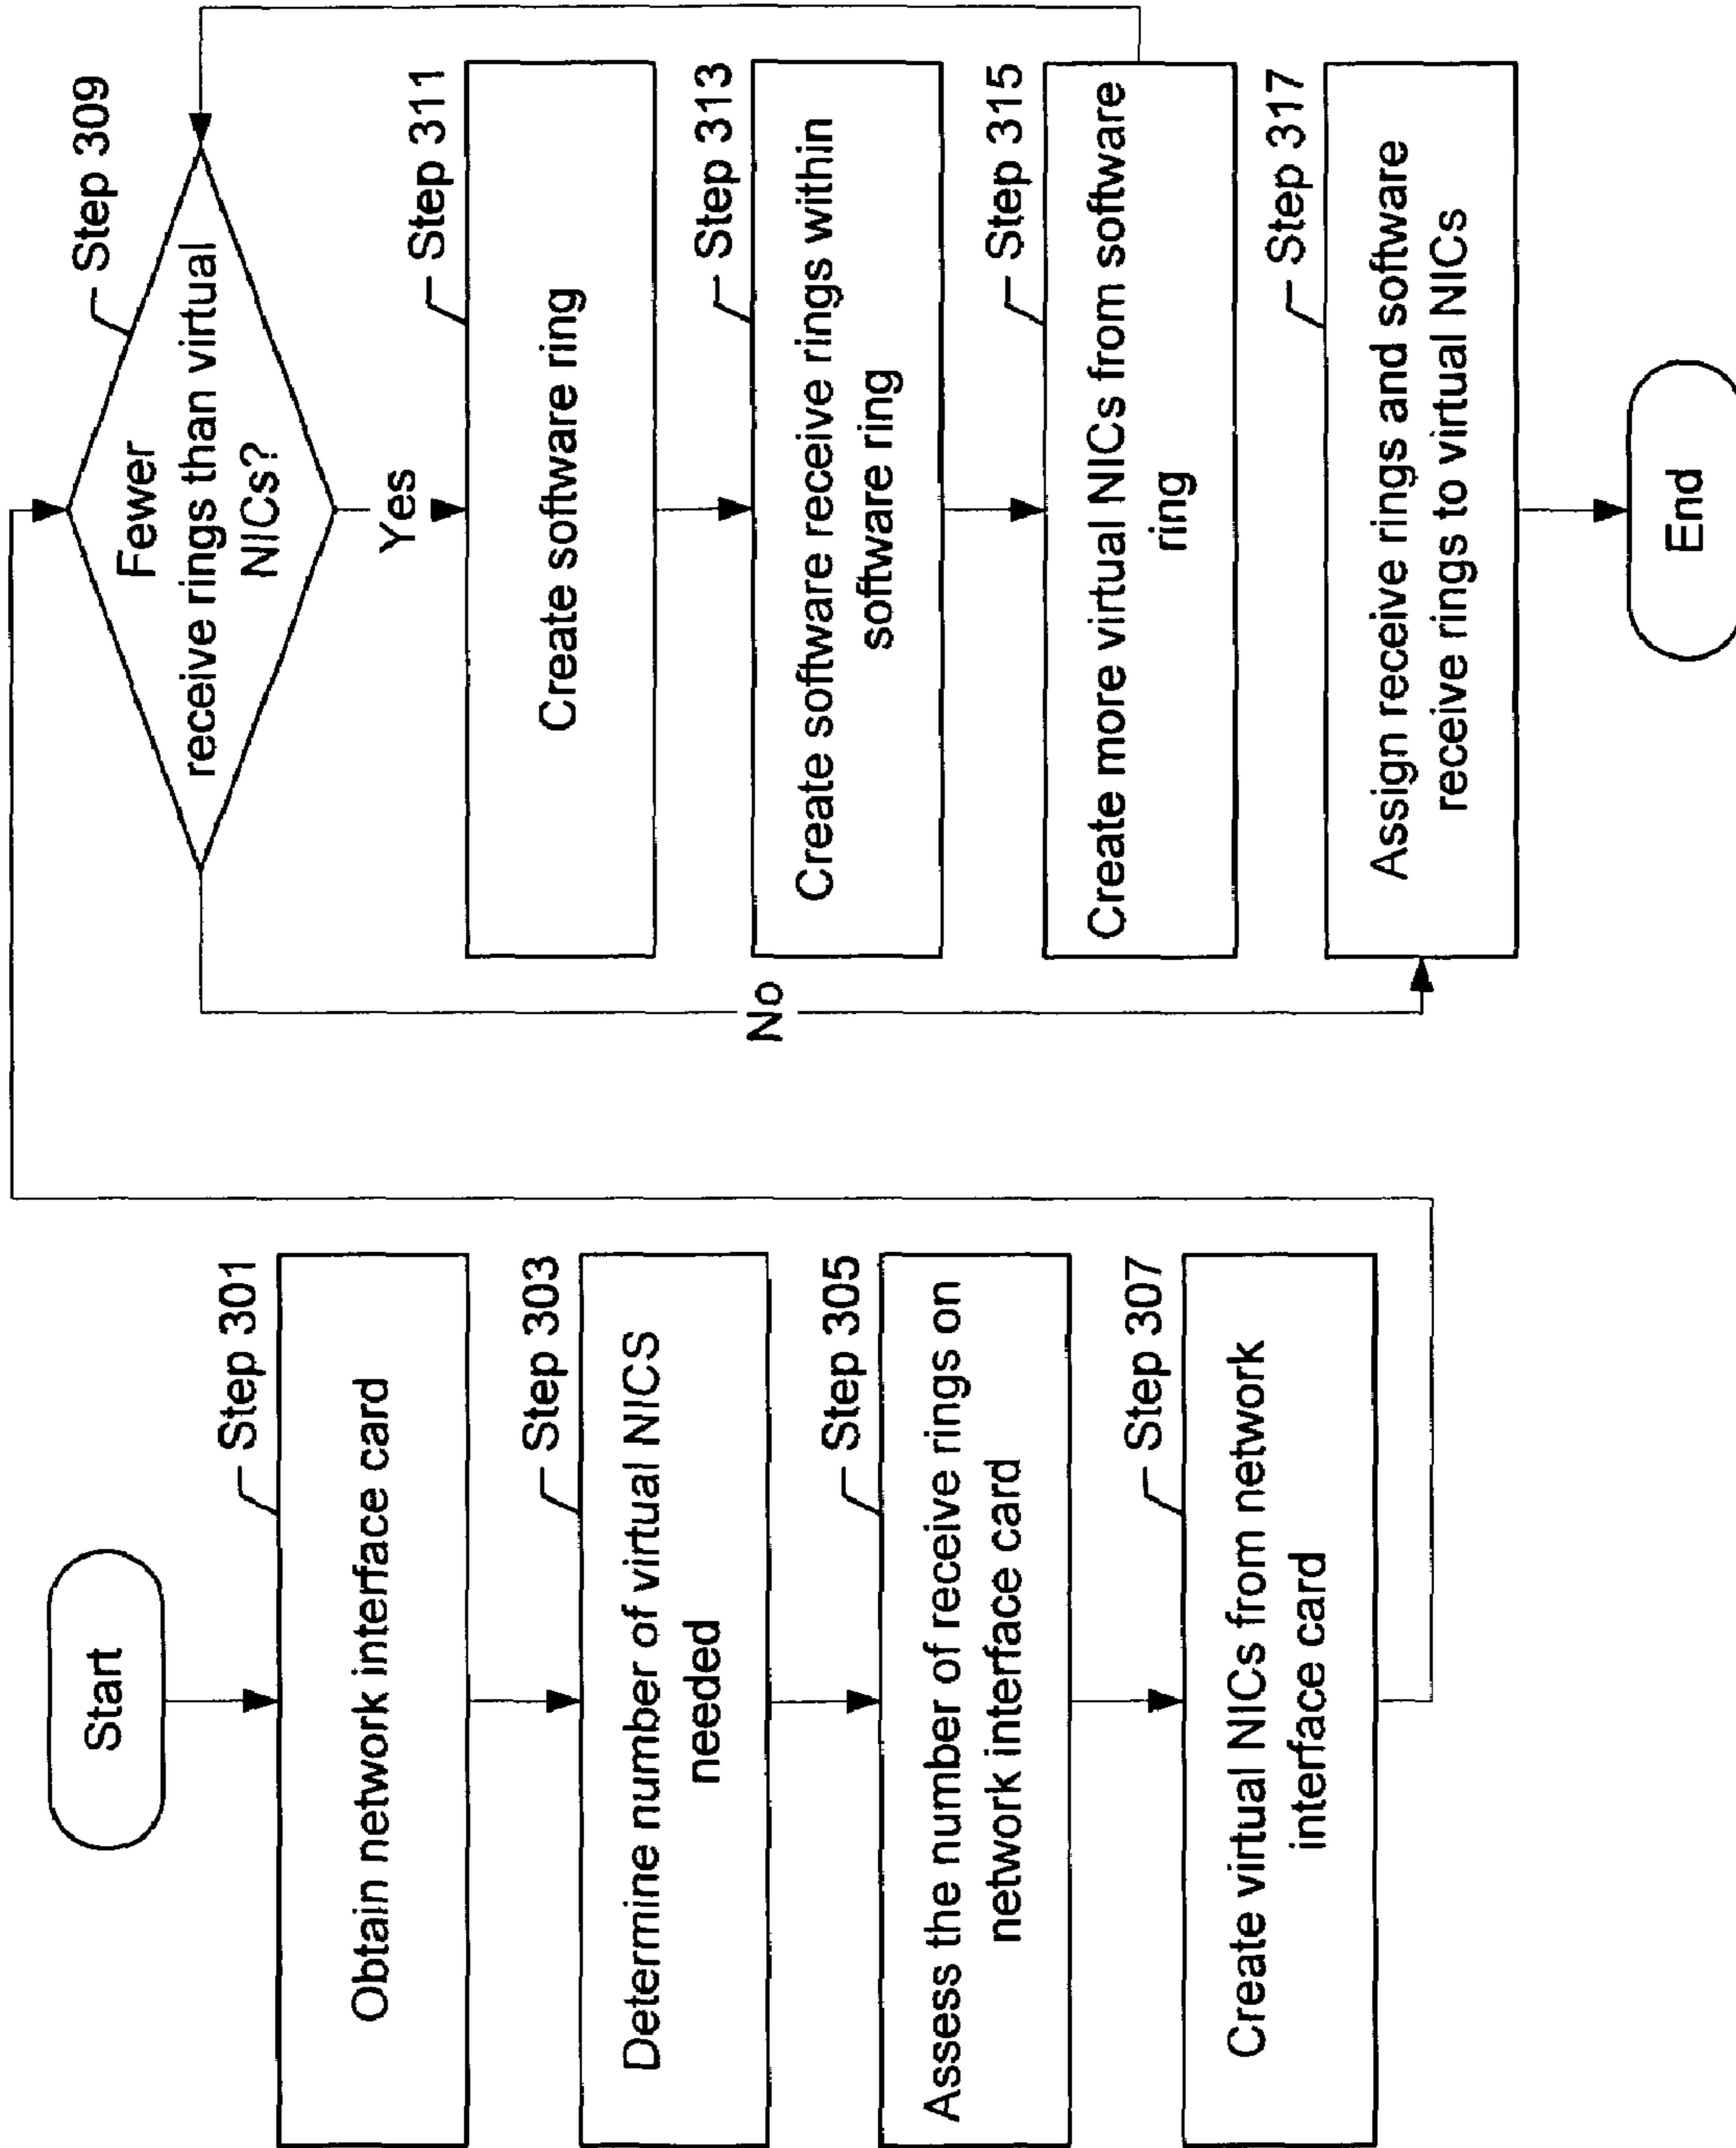 Start
Step 301
Obtain network interface card
Step 303
Determine number of virtual NICS
needed
Step 305
Assess the number of receive rings on
network interface card
Step 307
Create virtual NICs from network
interface card
Step 309
Fewer
receive rings than virtual
NICs?
Yes
No
Step 311
Create software ring
Step 313
Create software receive rings within
software ring
Step 315
Create more virtual NICs from software
ring
Step 317
Assign receive rings and software
receive rings to virtual NICs
End